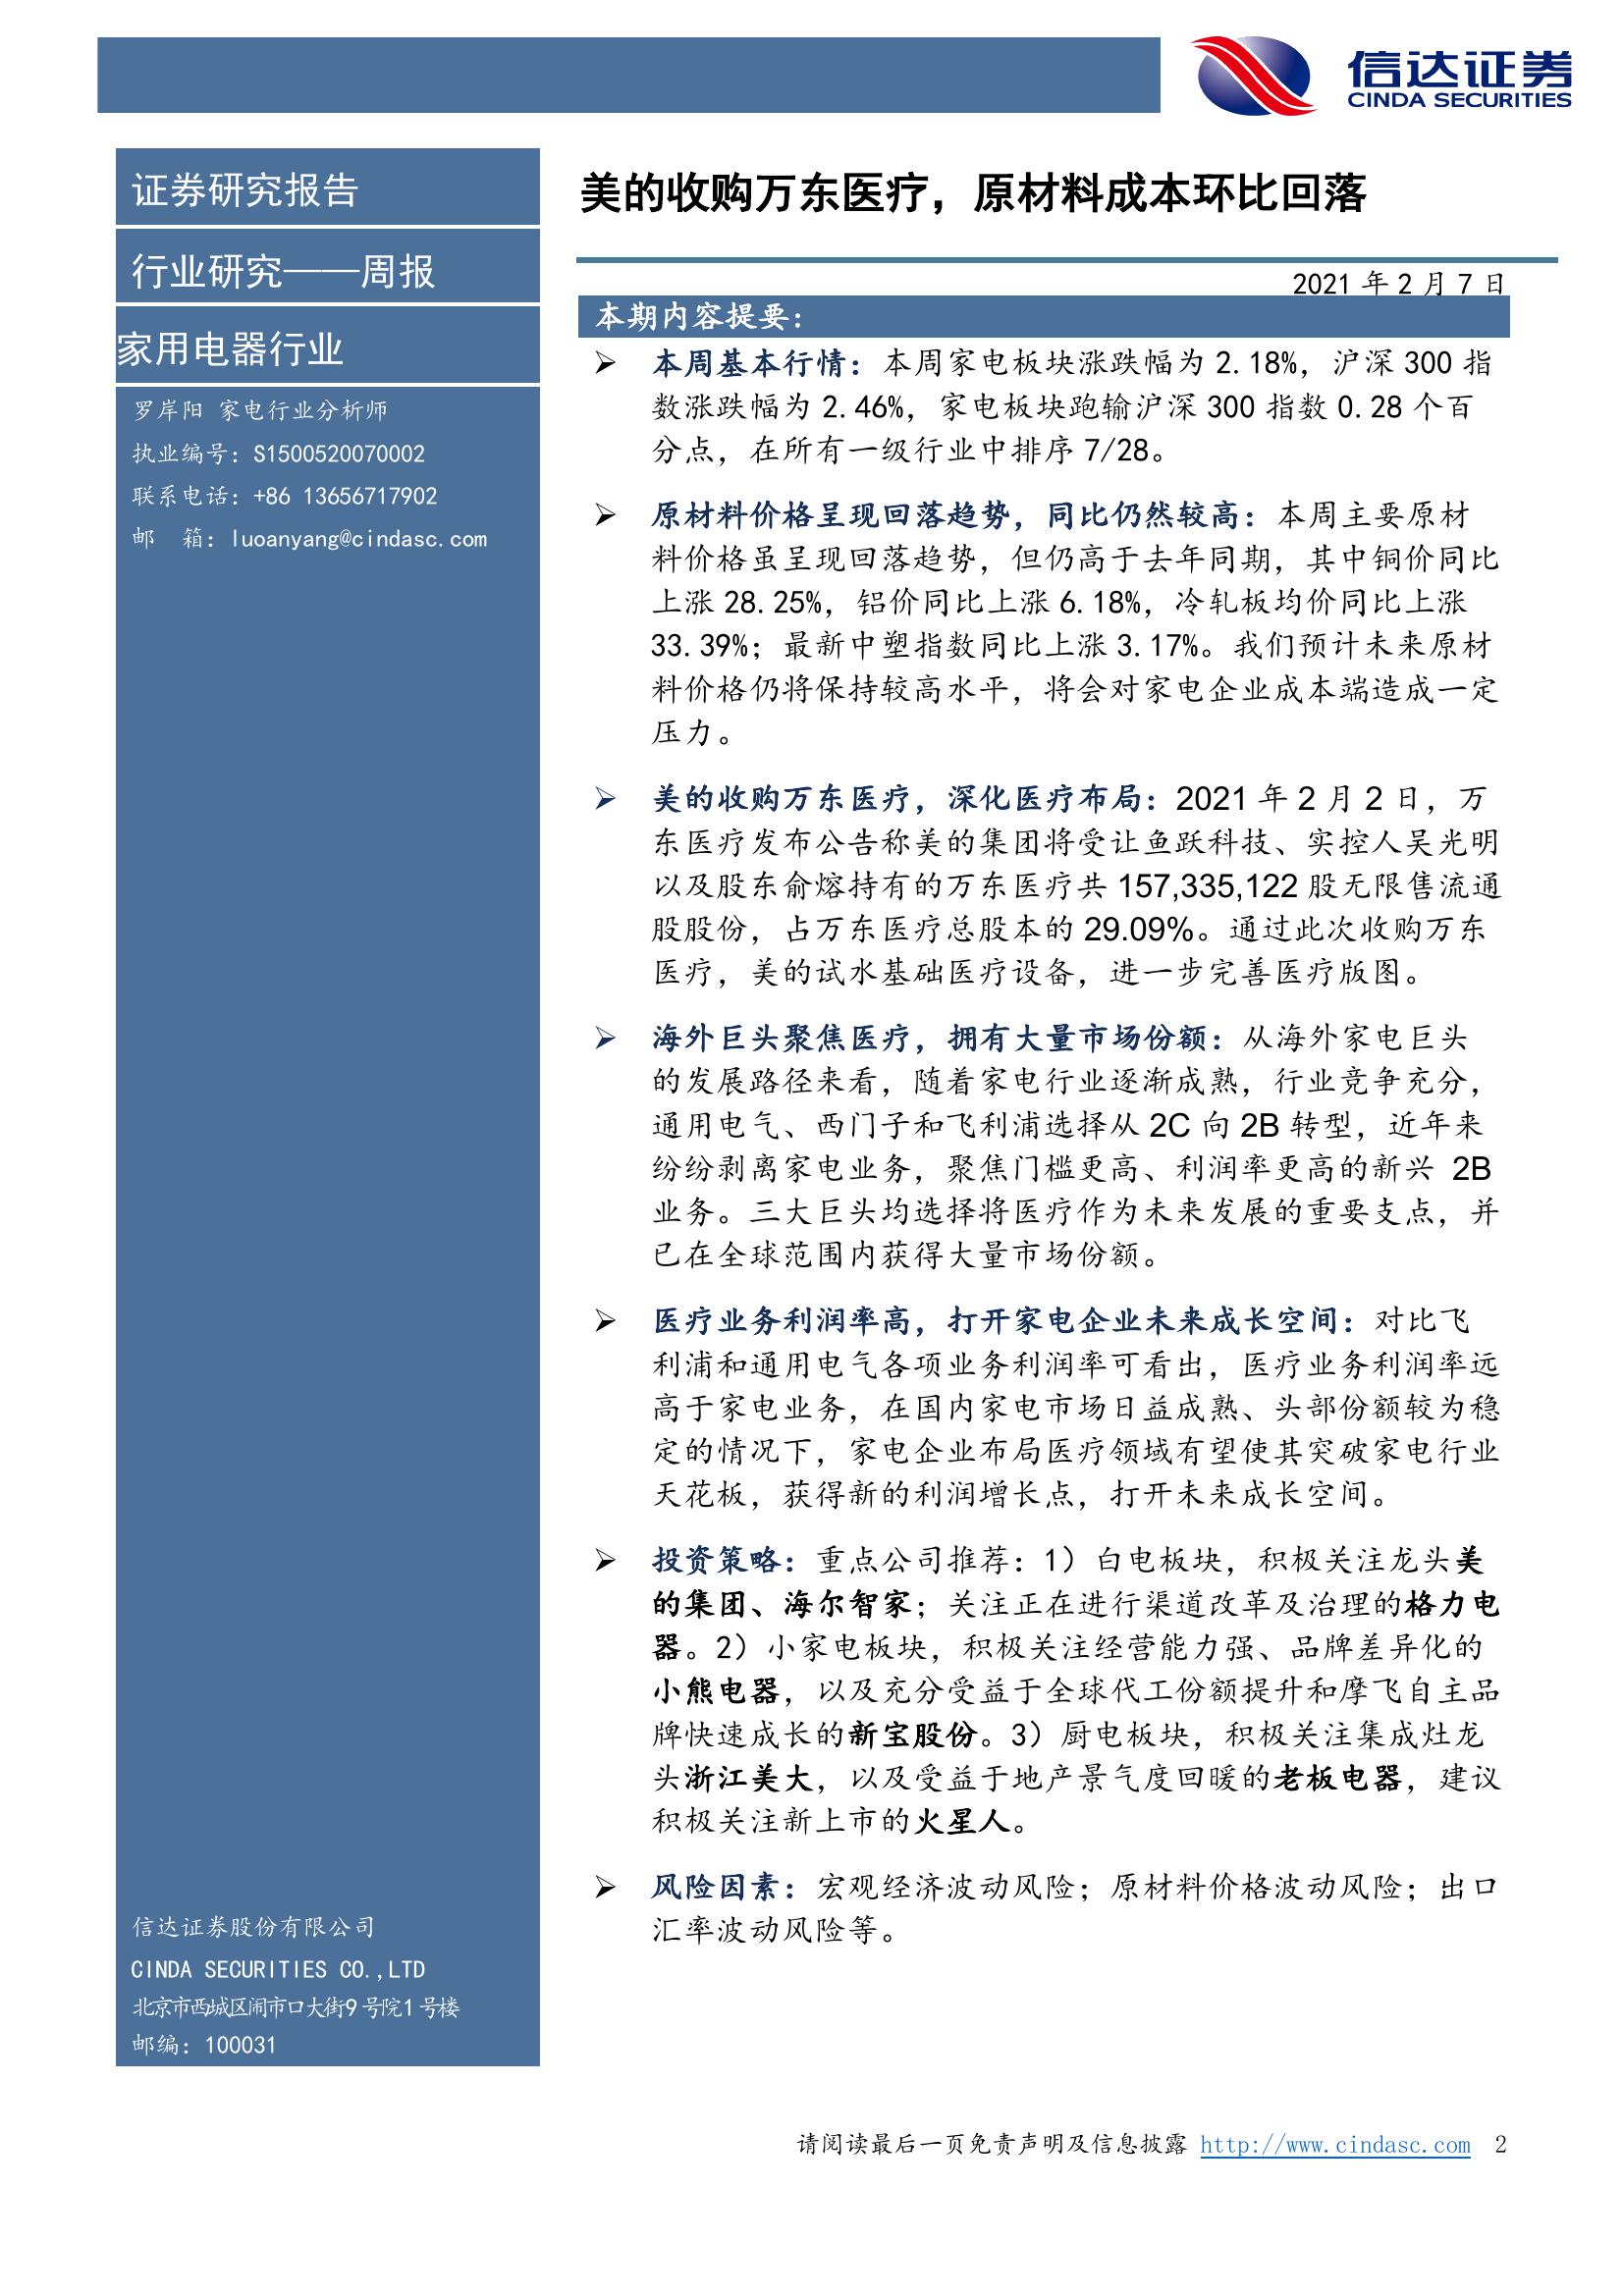 信达证券
CINDA SECURITIES
证券研究报告
行业研究——周报
家用电器行业
罗岸阳 家电行业分析师
执业编号：S1500520070002
联系电话：+86 13656717902
邮 箱：luoanyang@cindasc.com
信达证券股份有限公司
CINDA SECURITIES CO.,LTD
北京市西城区闹市口大街9号院1号楼
邮编：100031
美的收购万东医疗，原材料成本环比回落
2021 年 2 月 7 日
本期内容提要：
➢ 本周基本行情：本周家电板块涨跌幅为 2.18%，沪深 300 指
数涨跌幅为 2.46%，家电板块跑输沪深 300 指数 0.28 个百
分点，在所有一级行业中排序 7/28。
➢ 原材料价格呈现回落趋势，同比仍然较高：本周主要原材
料价格虽呈现回落趋势，但仍高于去年同期，其中铜价同比
上涨 28.25%，铝价同比上涨 6.18%，冷轧板均价同比上涨
33.39%；最新中塑指数同比上涨 3.17%。我们预计未来原材
料价格仍将保持较高水平，将会对家电企业成本端造成一定
压力。
➢ 美的收购万东医疗，深化医疗布局：2021 年 2 月 2 日，万
东医疗发布公告称美的集团将受让鱼跃科技、实控人吴光明
以及股东俞熔持有的万东医疗共 157,335,122 股无限售流通
股股份，占万东医疗总股本的 29.09%。通过此次收购万东
医疗，美的试水基础医疗设备，进一步完善医疗版图。
➢ 海外巨头聚焦医疗，拥有大量市场份额：从海外家电巨头
的发展路径来看，随着家电行业逐渐成熟，行业竞争充分，
通用电气、西门子和飞利浦选择从 2C 向 2B 转型，近年来
纷纷剥离家电业务，聚焦门槛更高、利润率更高的新兴 2B
业务。三大巨头均选择将医疗作为未来发展的重要支点，并
已在全球范围内获得大量市场份额。
➢ 医疗业务利润率高，打开家电企业未来成长空间：对比飞
利浦和通用电气各项业务利润率可看出，医疗业务利润率远
高于家电业务，在国内家电市场日益成熟、头部份额较为稳
定的情况下，家电企业布局医疗领域有望使其突破家电行业
天花板，获得新的利润增长点，打开未来成长空间。
➢ 投资策略：重点公司推荐：1）白电板块，积极关注龙头美
的集团、海尔智家；关注正在进行渠道改革及治理的格力电
器。2）小家电板块，积极关注经营能力强、品牌差异化的
小熊电器，以及充分受益于全球代工份额提升和摩飞自主品
牌快速成长的新宝股份。3）厨电板块，积极关注集成灶龙
头浙江美大，以及受益于地产景气度回暖的老板电器，建议
积极关注新上市的火星人。
➢ 风险因素：宏观经济波动风险；原材料价格波动风险；出口
汇率波动风险等。
请阅读最后一页免责声明及信息披露 http://www.cindasc.com 2